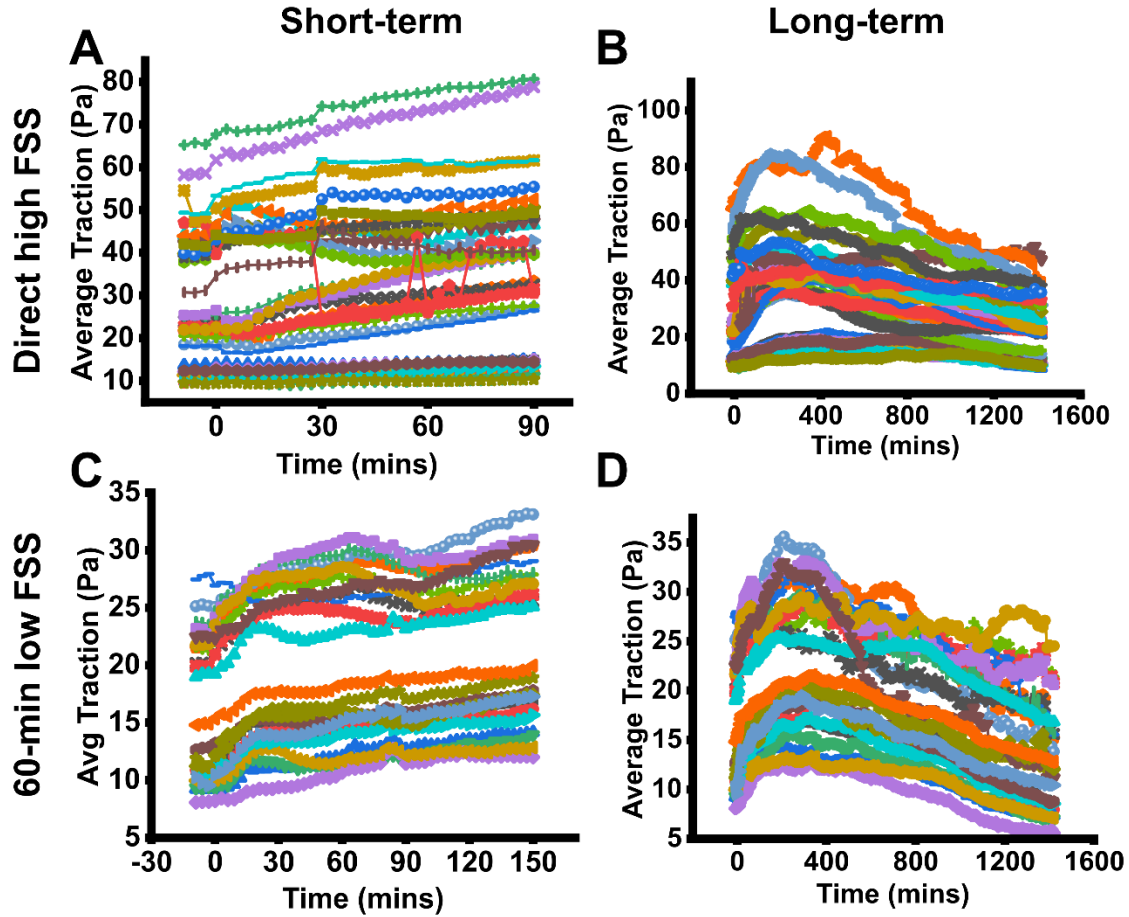 Short-term
Long-term
Direct high FSS
A
Average Traction (Pa)
80
70
60
50
40
30
20
10
0 30 60 90
Time (mins)
B
Average Traction (Pa)
100
80
60
40
20
0
0 400 800 1200 1600
Time (mins)
60-min low FSS
C
Avg Traction (Pa)
35
30
25
20
15
10
5
-30 0 30 60 90 120 150
Time (mins)
D
Average Traction (Pa)
35
30
25
20
15
10
5
0 400 800 1200 1600
Time (mins)